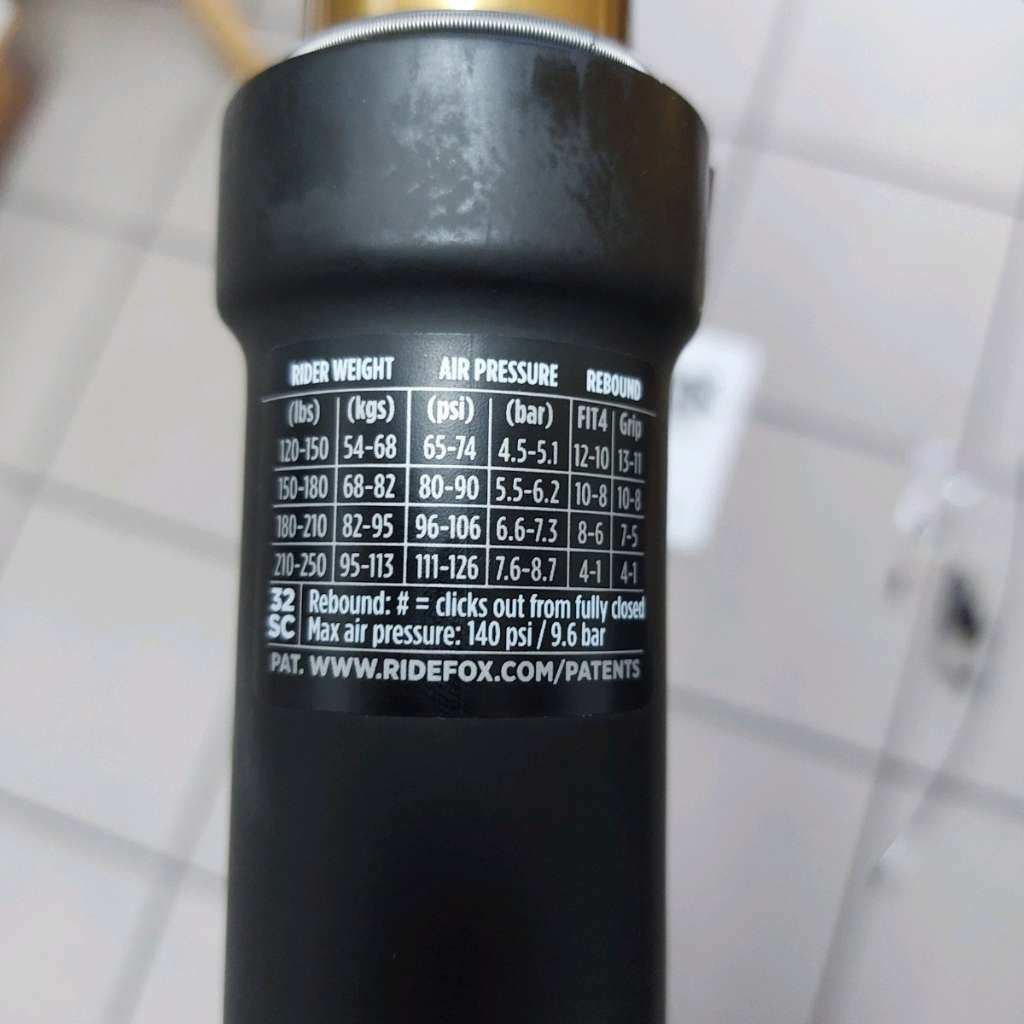 RIDER WEIGHT AIR PRESSURE REBOUND
(lbs) (kgs) (psi) (bar) FIT4 Grip
120-150 54-68 65-74 4.5-5.1 12-10 13-11
150-180 68-82 80-90 5.5-6.2 10-8 10-8
180-210 82-95 96-106 6.6-7.3 8-6 7-5
210-250 95-113 111-126 7.6-8.7 4-1 4-1
32 Rebound: # = clicks out from fully closed
SC Max air pressure: 140 psi / 9.6 bar
PAT. WWW.RIDEFOX.COM/PATENTS